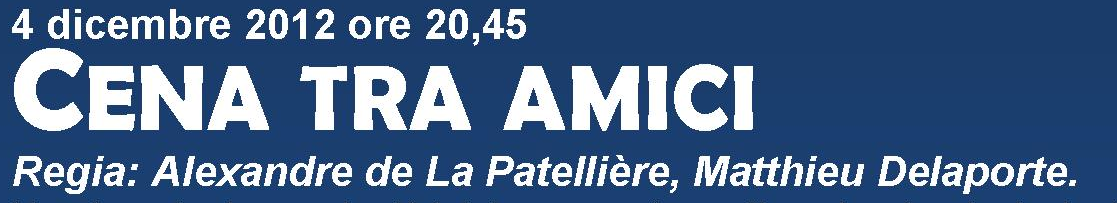 4 dicembre 2012 ore 20,45
CENA TRA AMICI
Regia: Alexandre de La Patellière, Matthieu Delaporte.